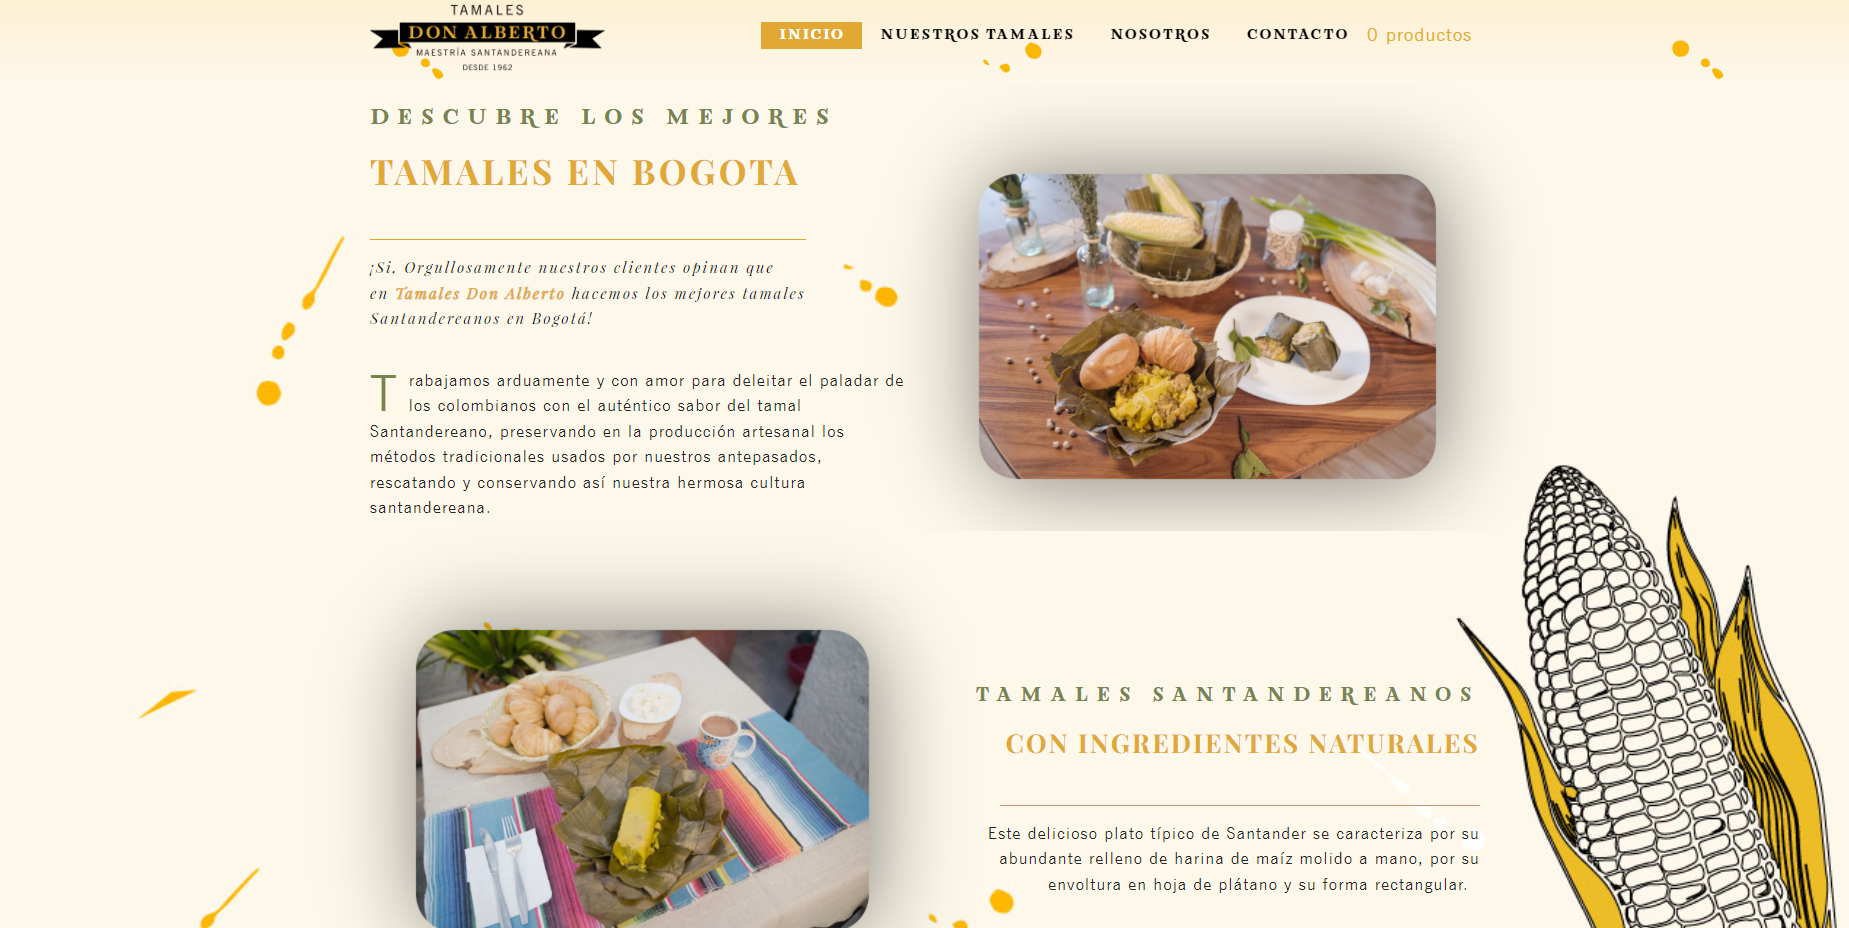 TAMALES
DON ALBERTO
MAESTRÍA SANTANDEREANA
DESDE 1962
INICIO NUESTROS TAMALES NOSOTROS CONTACTO 0 productos
DESCUBRE LOS MEJORES
TAMALES EN BOGOTA
¡Si, Orgullosamente nuestros clientes opinan que
en Tamales Don Alberto hacemos los mejores tamales
Santandereanos en Bogotá!
Trabajamos arduamente y con amor para deleitar el paladar de
los colombianos con el auténtico sabor del tamal
Santandereano, preservando en la producción artesanal los
métodos tradicionales usados por nuestros antepasados,
rescatando y conservando así nuestra hermosa cultura
santandereana.
TAMALES SANTANDEREANOS
CON INGREDIENTES NATURALES
Este delicioso plato típico de Santander se caracteriza por su
abundante relleno de harina de maíz molido a mano, por su
envoltura en hoja de plátano y su forma rectangular.